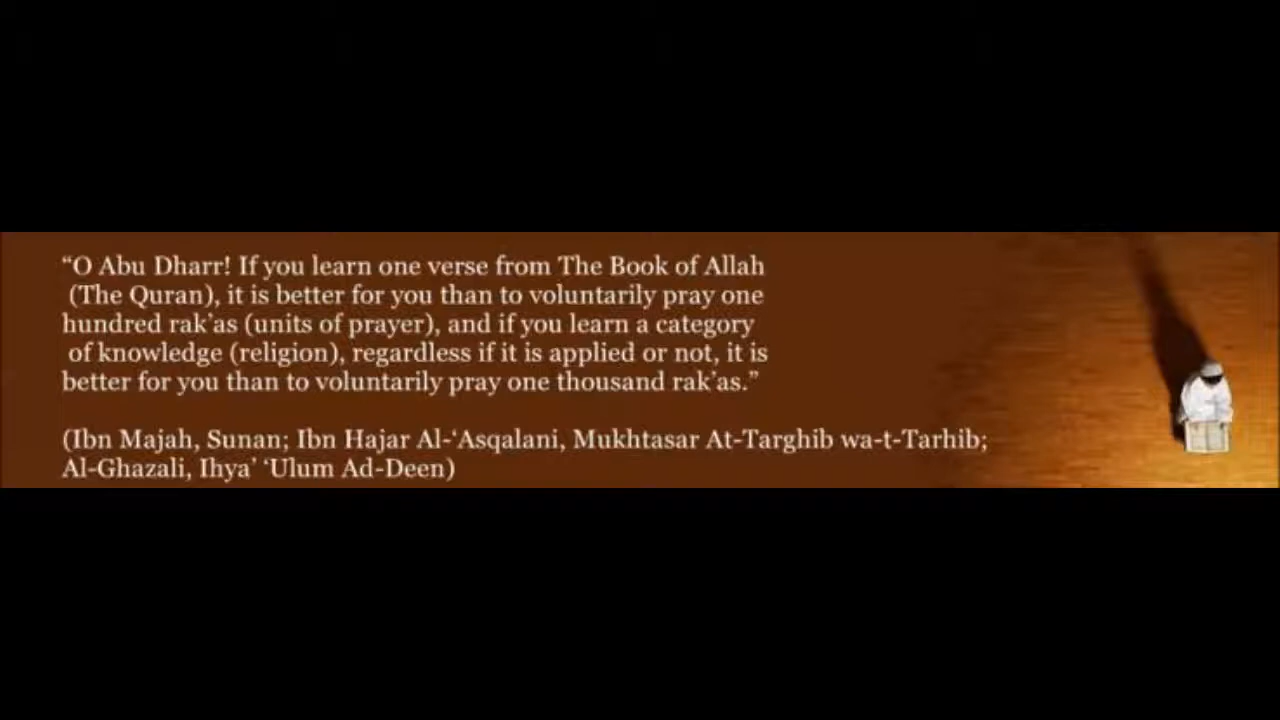 “O Abu Dharr! If you learn one verse from The Book of Allah
(The Quran), it is better for you than to voluntarily pray one
hundred rak’as (units of prayer), and if you learn a category
of knowledge (religion), regardless if it is applied or not, it is
better for you than to voluntarily pray one thousand rak’as.”
(Ibn Majah, Sunan; Ibn Hajar Al-‘Asqalani, Mukhtasar At-Targhib wa-t-Tarhib;
Al-Ghazali, Ihya’ ‘Ulum Ad-Deen)